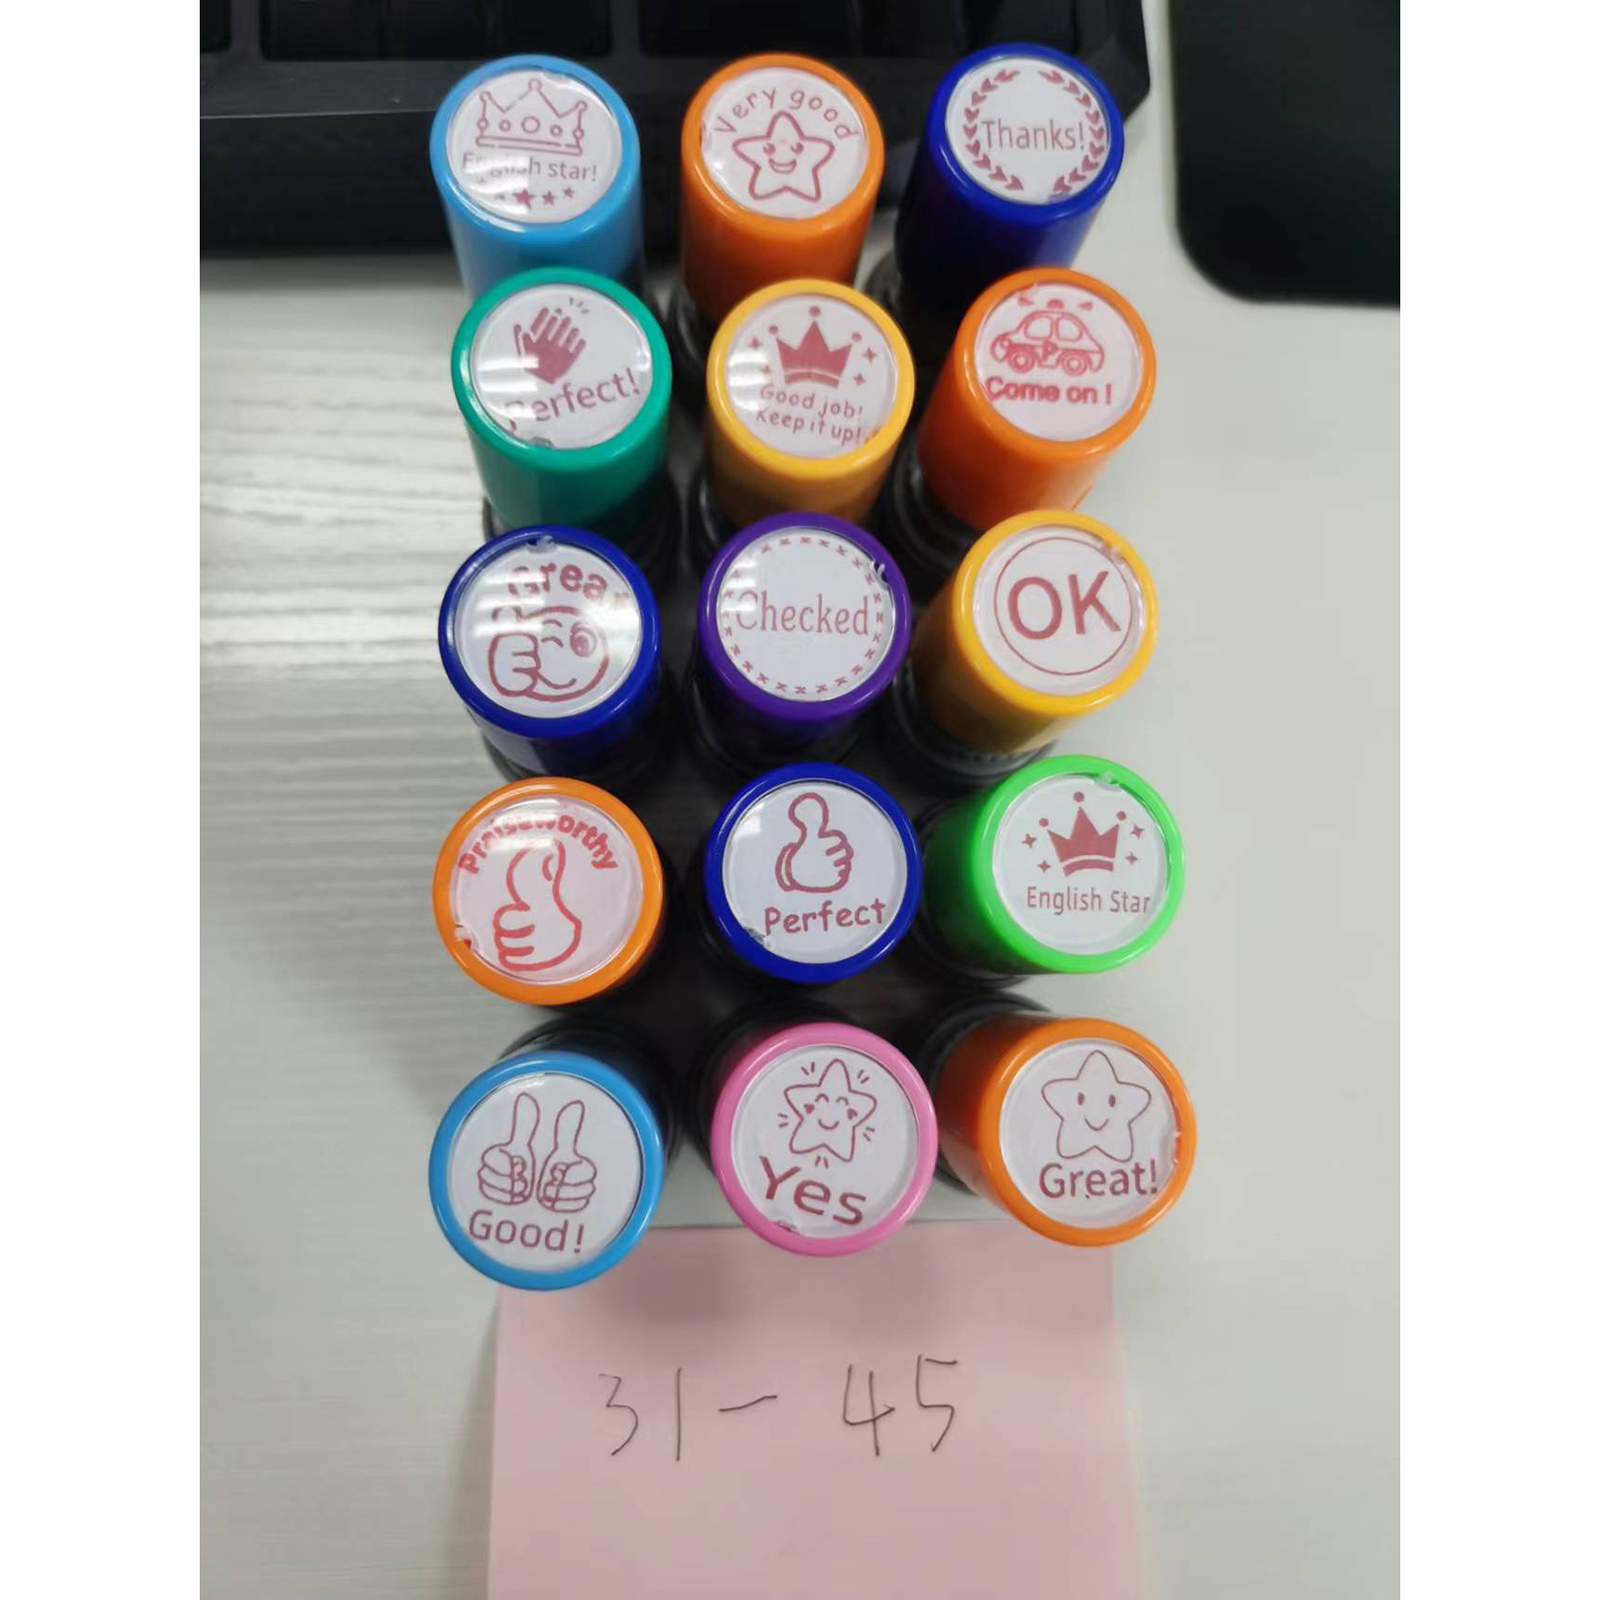 English star!
Very good
Thanks!
Perfect!
Good job!
Keep it up!
Come on!
Great
Checked
OK
Praiseworthy
Perfect
English Star
Good!
Yes
Great!
31-45